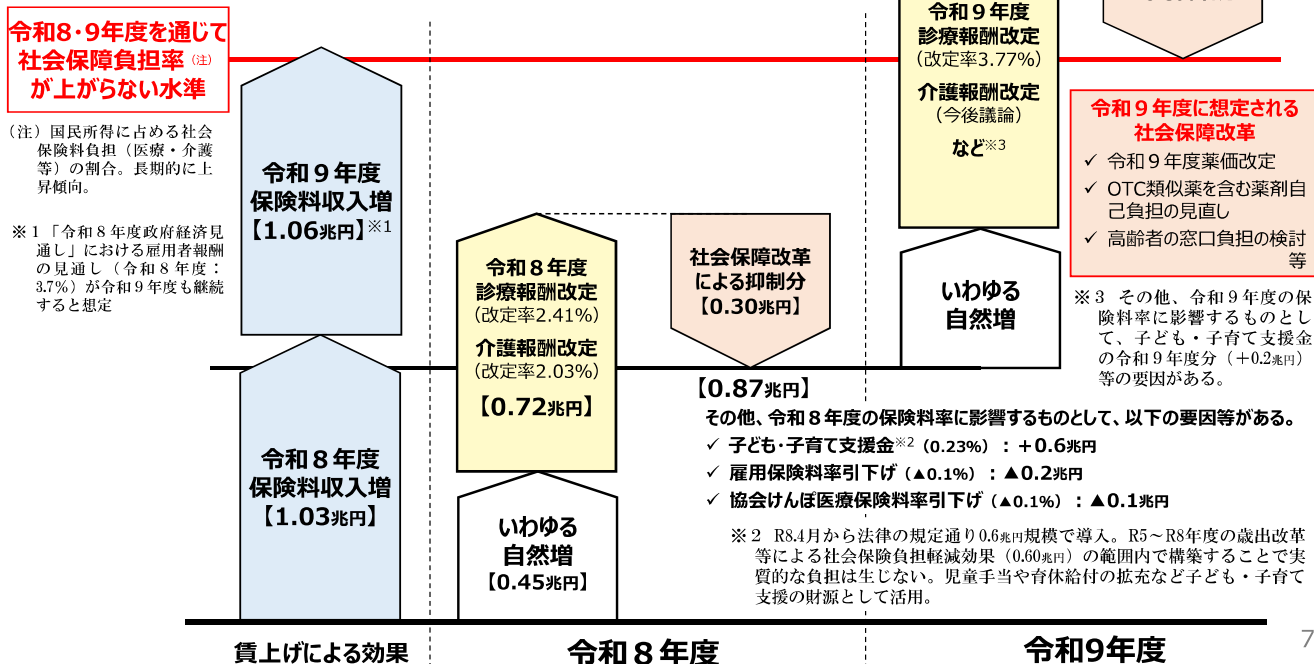 令和8・9年度を通じて
社会保障負担率（注）
が上がらない水準
（注）国民所得に占める社会
保険料負担（医療・介護
等）の割合。長期的に上
昇傾向。
※１「令和８年度政府経済見
通し」における雇用者報酬
の見通し（令和８年度：
3.7%）が令和９年度も継続
すると想定
令和９年度
保険料収入増
【1.06兆円】※1
令和８年度
保険料収入増
【1.03兆円】
賃上げによる効果
令和８年度
診療報酬改定
（改定率2.41%）
介護報酬改定
（改定率2.03%）
【0.72兆円】
いわゆる
自然増
【0.45兆円】
社会保障改革
による抑制分
【0.30兆円】
【0.87兆円】
その他、令和８年度の保険料率に影響するものとして、以下の要因等がある。
✓ 子ども・子育て支援金※2（0.23%）：＋0.6兆円
✓ 雇用保険料率引下げ（▲0.1%）：▲0.2兆円
✓ 協会けんぽ医療保険料率引下げ（▲0.1%）：▲0.1兆円
※２ R8.4月から法律の規定通り0.6兆円規模で導入。R5～R8年度の歳出改革
等による社会保険負担軽減効果（0.60兆円）の範囲内で構築することで実
質的な負担は生じない。児童手当や育休給付の拡充など子ども・子育て
支援の財源として活用。
令和８年度
令和９年度
診療報酬改定
（改定率3.77%）
介護報酬改定
（今後議論）
など※3
いわゆる
自然増
令和９年度に想定される
社会保障改革
✓ 令和９年度薬価改定
✓ OTC類似薬を含む薬剤自
己負担の見直し
✓ 高齢者の窓口負担の検討
等
※３ その他、令和９年度の保
険料率に影響するものとし
て、子ども・子育て支援金
の令和９年度分（＋0.2兆円）
等の要因がある。
令和9年度
7